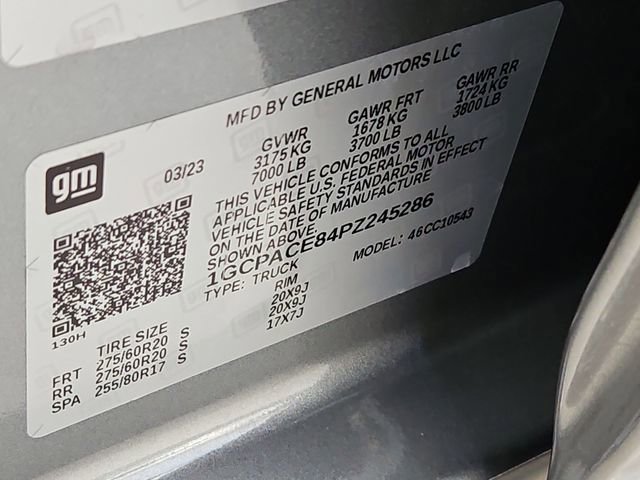 MFD BY GENERAL MOTORS LLC
gm
03/23
GVWR GAWR FRT GAWR RR
3175 KG 1678 KG 1724 KG
7000 LB 3700 LB 3800 LB
THIS VEHICLE CONFORMS TO ALL
APPLICABLE U.S. FEDERAL MOTOR
VEHICLE SAFETY STANDARDS IN EFFECT
ON THE DATE OF MANUFACTURE
SHOWN ABOVE.
1GCPACE84PZ245286
TYPE: TRUCK MODEL: 46CC10543
130H
TIRE SIZE RIM
FRT 275/60R20 S 20X9J
RR 275/60R20 S 20X9J
SPA 255/80R17 S 17X7J